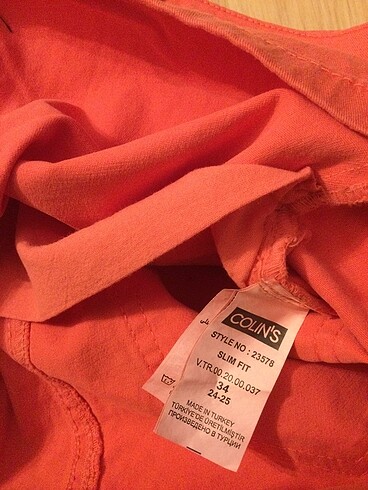 COLIN'S
STYLE NO : 23578
SLIM FIT
V.TR.00.20.00.037
34
24-25
MADE IN TURKEY
TÜRKİYE'DE ÜRETİLMİŞTİR
ПРОИЗВЕДЕНО В ТУРЦИИ